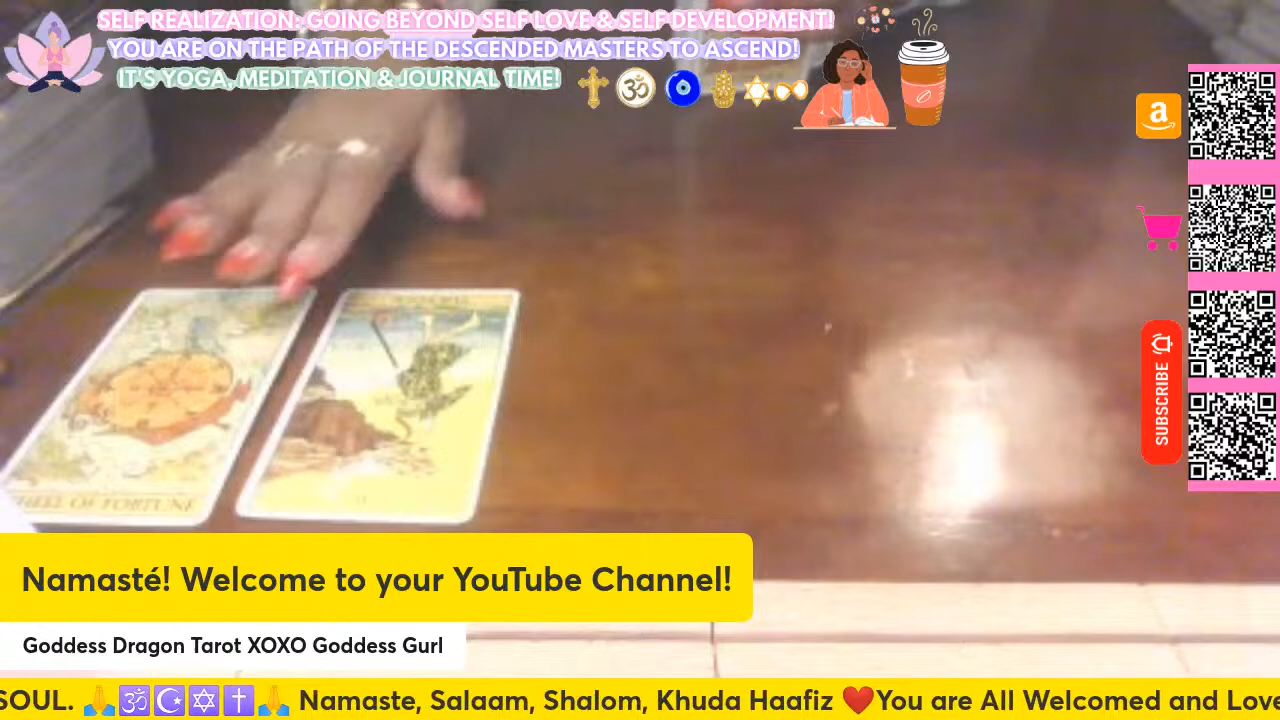 SELF REALIZATION: GOING BEYOND SELF LOVE & SELF DEVELOPMENT!
YOU ARE ON THE PATH OF THE DESCENDED MASTERS TO ASCEND!
IT'S YOGA, MEDITATION & JOURNAL TIME!
a
SUBSCRIBE
OF FORTUNE
Namasté! Welcome to your YouTube Channel!
Goddess Dragon Tarot XOXO Goddess Gurl
SOUL. 🙏🕉☪✡✝🙏 Namaste, Salaam, Shalom, Khuda Haafiz ❤️You are All Welcomed and Love